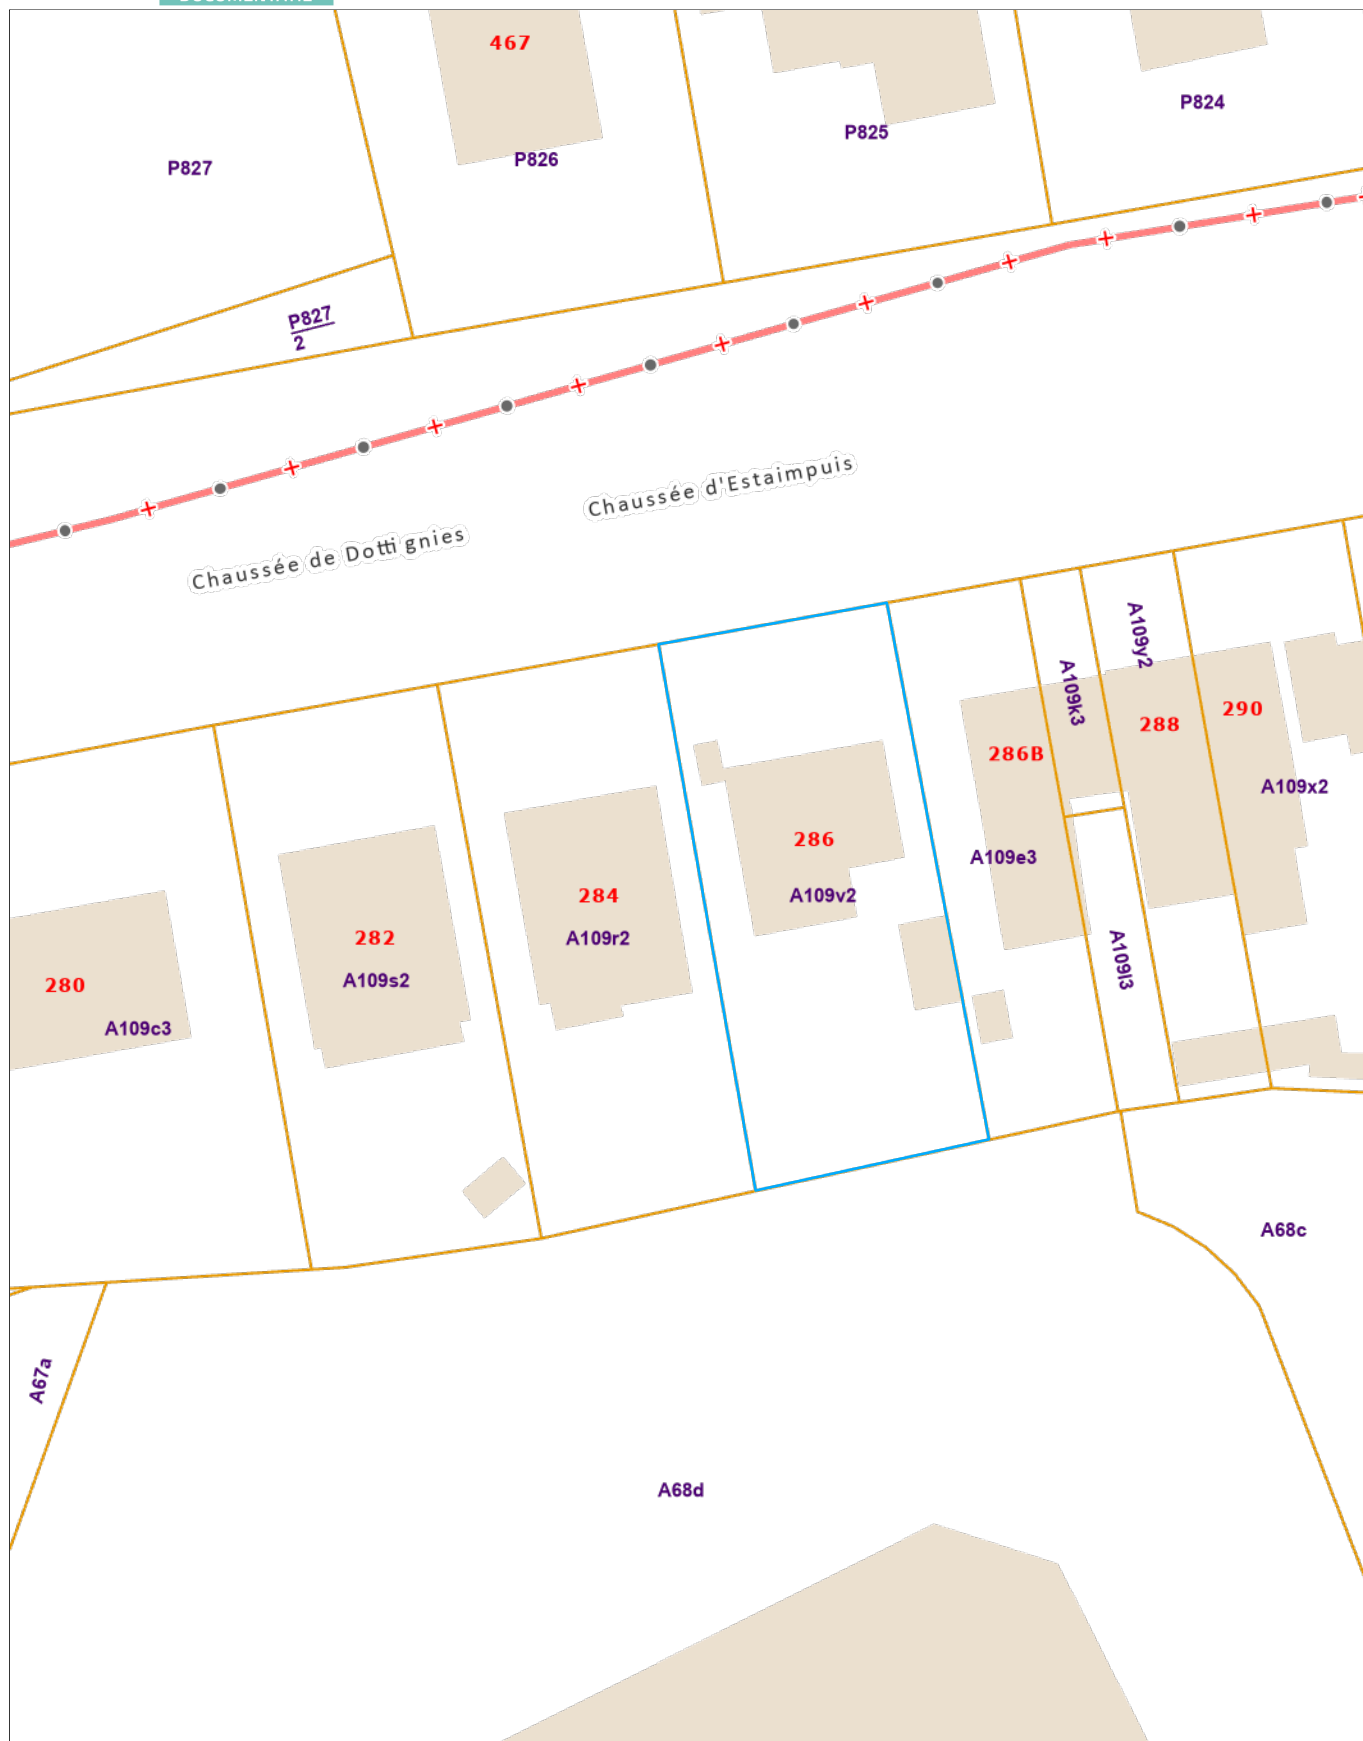 467
P824
P825
P826
P827
P827
2
Chaussée d'Estaimpuis
Chaussée de Dottignies
A109y2
A109k3
290
288
286B
A109x2
286
A109e3
A109v2
284
A109r2
282
A109s2
A109l3
280
A109c3
A68c
A67a
A68d